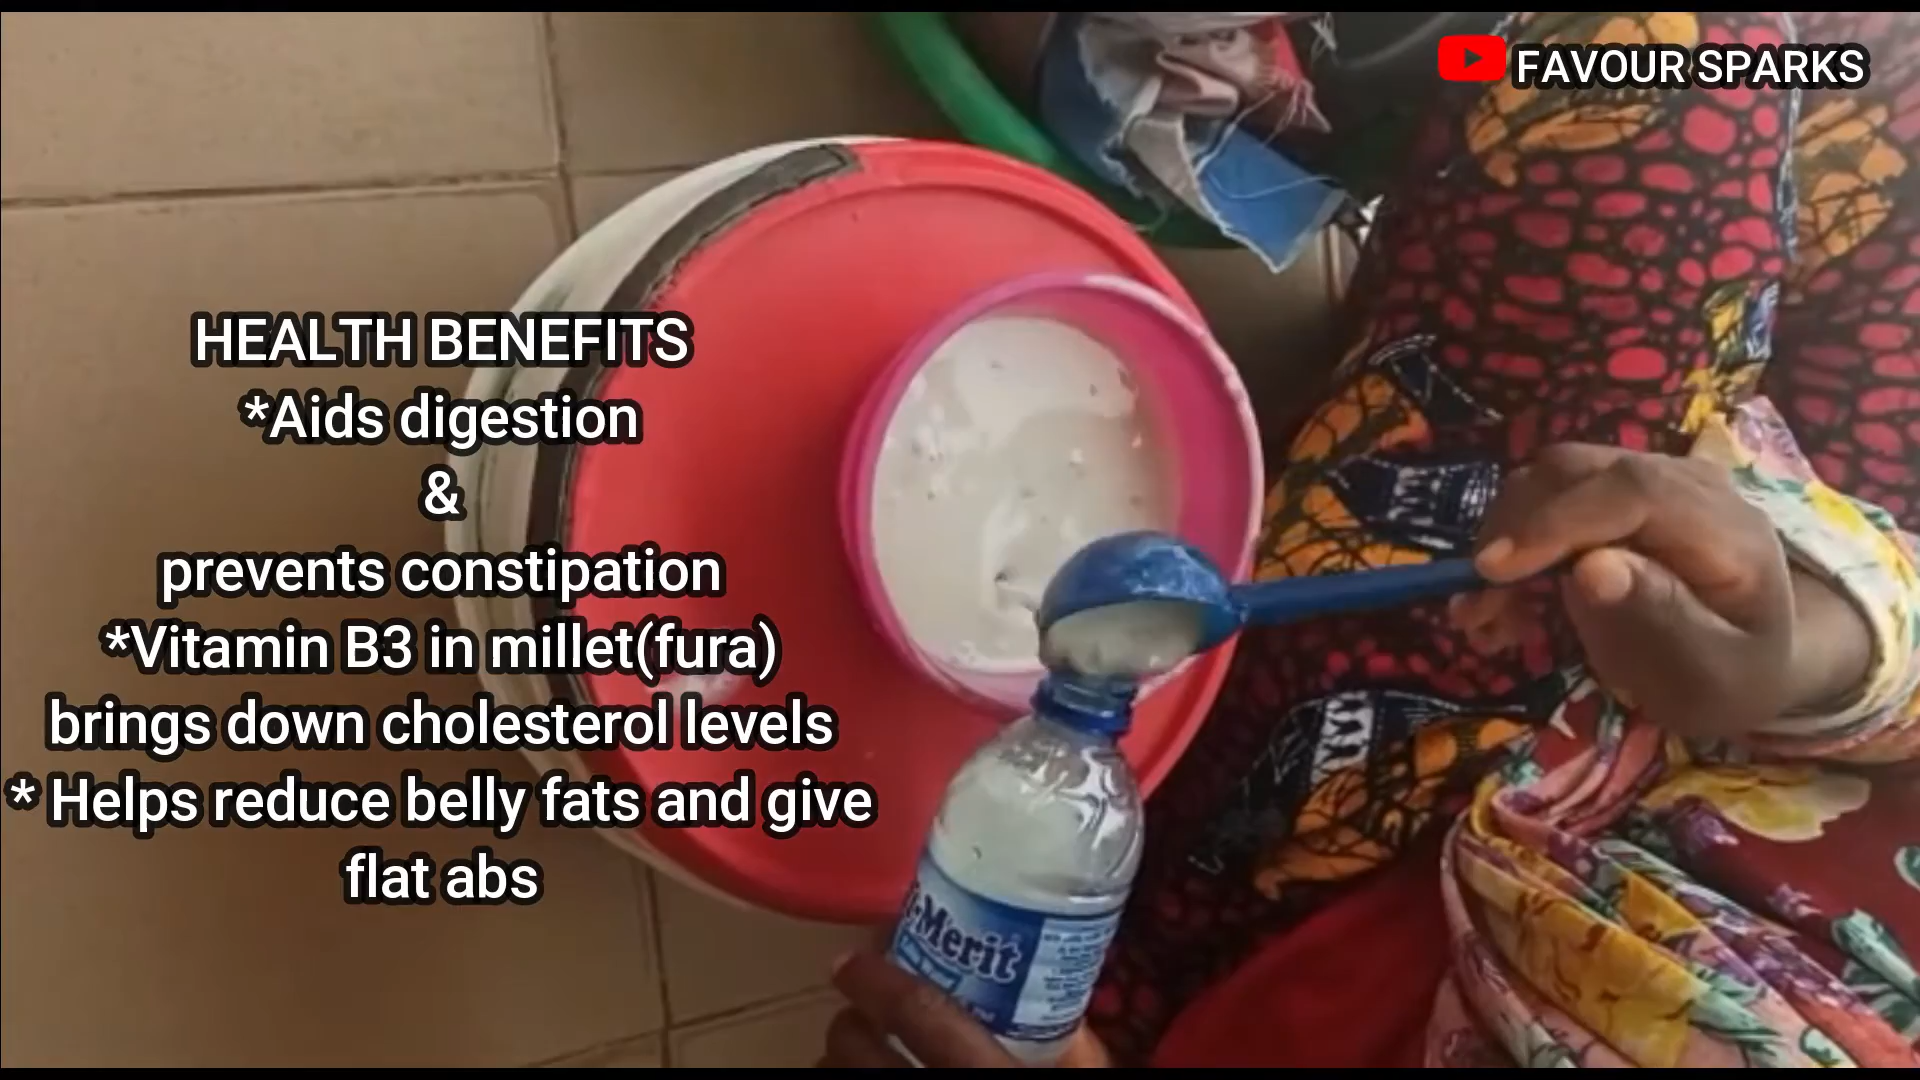 FAVOUR SPARKS
HEALTH BENEFITS
*Aids digestion
&
prevents constipation
*Vitamin B3 in millet(fura)
brings down cholesterol levels
* Helps reduce belly fats and give
flat abs
-Merit